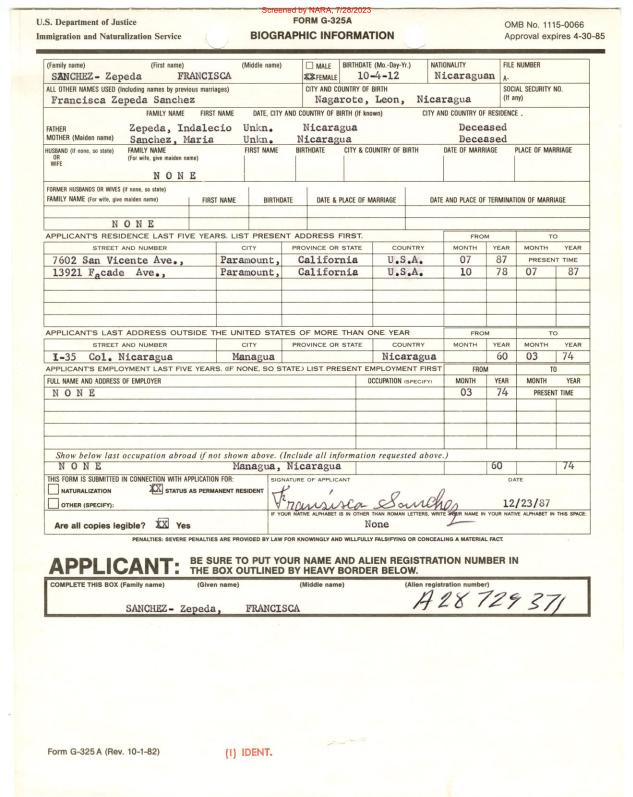 Screened by NARA, 7/28/2023
U.S. Department of Justice
Immigration and Naturalization Service
FORM G-325A
BIOGRAPHIC INFORMATION
OMB No. 1115-0066
Approval expires 4-30-85
(Family name) (First name) (Middle name) MALE BIRTHDATE (Mo.-Day-Yr.) NATIONALITY FILE NUMBER
SANCHEZ- Zepeda FRANCISCA XX FEMALE 10-4-12 Nicaraguan A-
ALL OTHER NAMES USED (Including names by previous marriages) CITY AND COUNTRY OF BIRTH SOCIAL SECURITY NO.
(If any)
Francisca Zepeda Sanchez Nagarote, Leon, Nicaragua
FAMILY NAME FIRST NAME DATE, CITY AND COUNTRY OF BIRTH (If known) CITY AND COUNTRY OF RESIDENCE.
FATHER Zepeda, Indalecio Unkn. Nicaragua Deceased
MOTHER (Maiden name) Sanchez, Maria Unkn. Nicaragua Deceased
HUSBAND (If none, so state) FAMILY NAME FIRST NAME BIRTHDATE CITY & COUNTRY OF BIRTH DATE OF MARRIAGE PLACE OF MARRIAGE
OR (For wife, give maiden name)
WIFE
N O N E
FORMER HUSBANDS OR WIVES (if none, so state)
FAMILY NAME (For wife, give maiden name) FIRST NAME BIRTHDATE DATE & PLACE OF MARRIAGE DATE AND PLACE OF TERMINATION OF MARRIAGE
N O N E
APPLICANT'S RESIDENCE LAST FIVE YEARS. LIST PRESENT ADDRESS FIRST. FROM TO
STREET AND NUMBER CITY PROVINCE OR STATE COUNTRY MONTH YEAR MONTH YEAR
7602 San Vicente Ave., Paramount, California U.S.A. 07 87 PRESENT TIME
13921 Facade Ave., Paramount, California U.S.A. 10 78 07 87
APPLICANT'S LAST ADDRESS OUTSIDE THE UNITED STATES OF MORE THAN ONE YEAR FROM TO
STREET AND NUMBER CITY PROVINCE OR STATE COUNTRY MONTH YEAR MONTH YEAR
I-35 Col. Nicaragua Managua Nicaragua 60 03 74
APPLICANT'S EMPLOYMENT LAST FIVE YEARS. (IF NONE, SO STATE.) LIST PRESENT EMPLOYMENT FIRST FROM TO
FULL NAME AND ADDRESS OF EMPLOYER OCCUPATION (SPECIFY) MONTH YEAR MONTH YEAR
N O N E 03 74 PRESENT TIME
Show below last occupation abroad if not shown above. (Include all information requested above.)
N O N E Managua, Nicaragua 60 74
THIS FORM IS SUBMITTED IN CONNECTION WITH APPLICATION FOR: SIGNATURE OF APPLICANT DATE
NATURALIZATION XX STATUS AS PERMANENT RESIDENT
OTHER (SPECIFY): Fransisca Sanchez 12/23/87
IF YOUR NATIVE ALPHABET IS IN OTHER THAN ROMAN LETTERS, WRITE YOUR NAME IN YOUR NATIVE ALPHABET IN THIS SPACE:
Are all copies legible? XX Yes None
PENALTIES: SEVERE PENALTIES ARE PROVIDED BY LAW FOR KNOWINGLY AND WILLFULLY FALSIFYING OR CONCEALING A MATERIAL FACT.
APPLICANT: BE SURE TO PUT YOUR NAME AND ALIEN REGISTRATION NUMBER IN
THE BOX OUTLINED BY HEAVY BORDER BELOW.
COMPLETE THIS BOX (Family name) (Given name) (Middle name) (Alien registration number)
SANCHEZ- Zepeda, FRANCISCA A28 729 371
Form G-325A (Rev. 10-1-82) (1) IDENT.